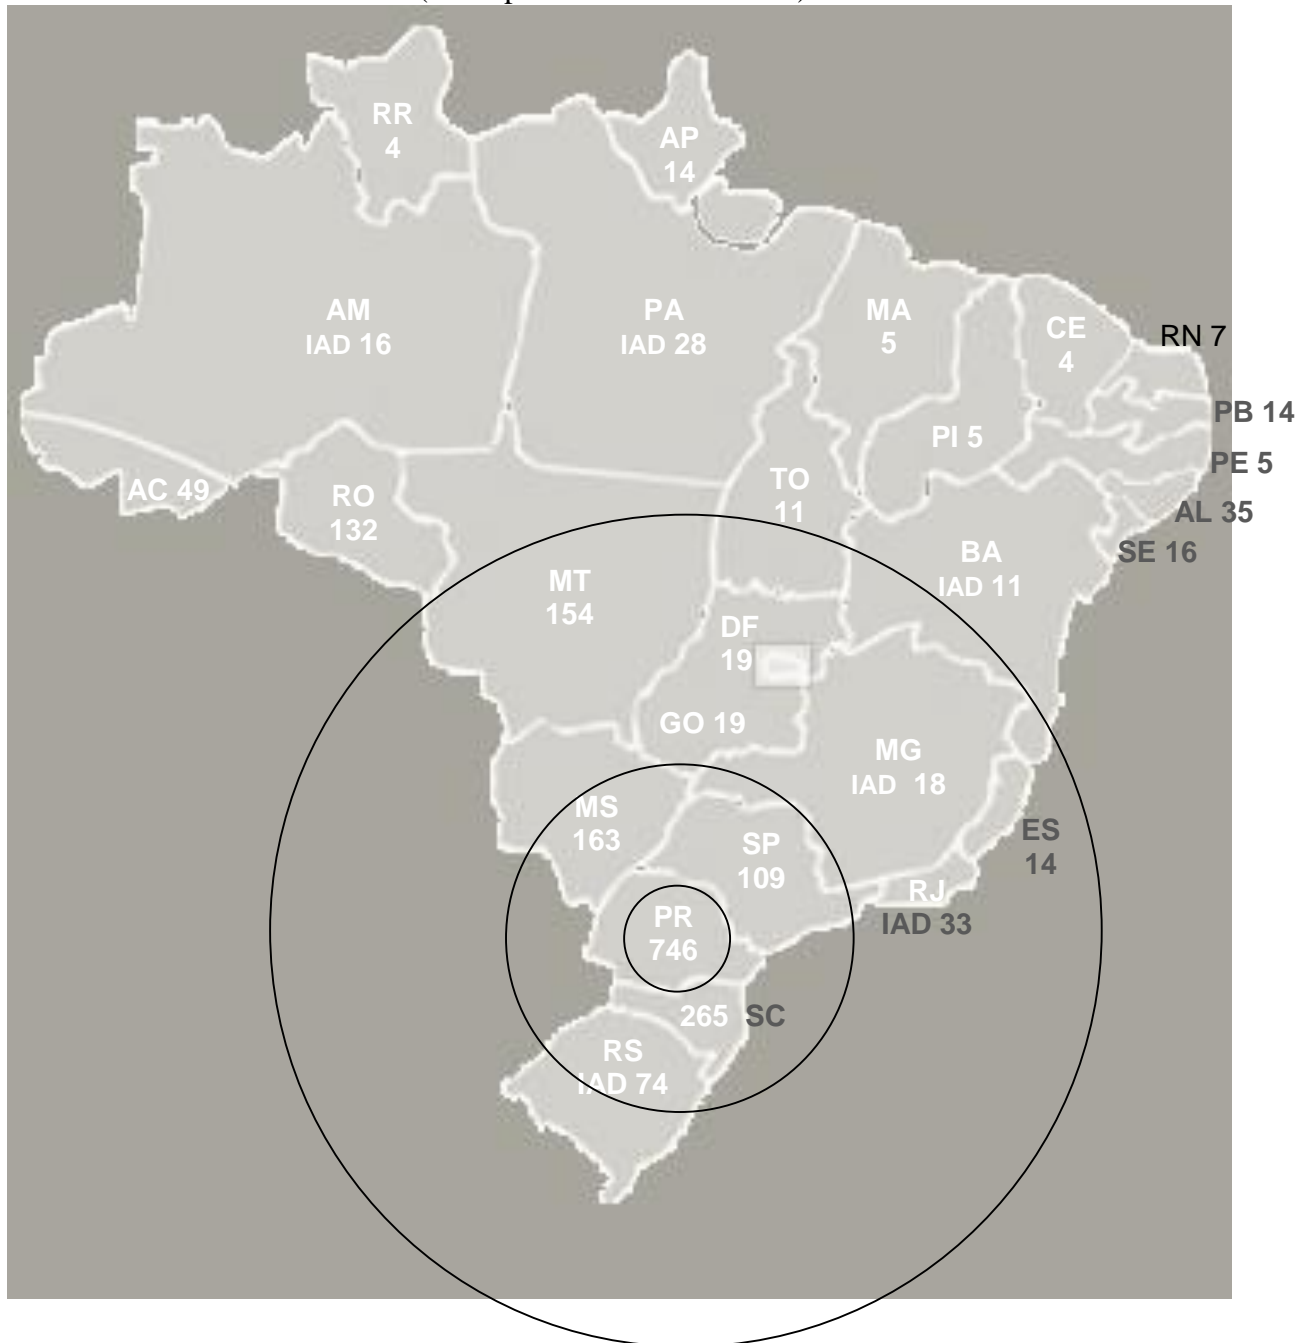 RR
4
AP
14
AM
IAD 16
PA
IAD 28
MA
5
CE
4
RN 7
PB 14
PI 5
PE 5
TO
11
AC 49
RO
132
AL 35
SE 16
BA
IAD 11
MT
154
DF
19
GO 19
MG
IAD 18
MS
163
SP
109
ES
14
RJ
IAD 33
PR
746
265 SC
RS
IAD 74